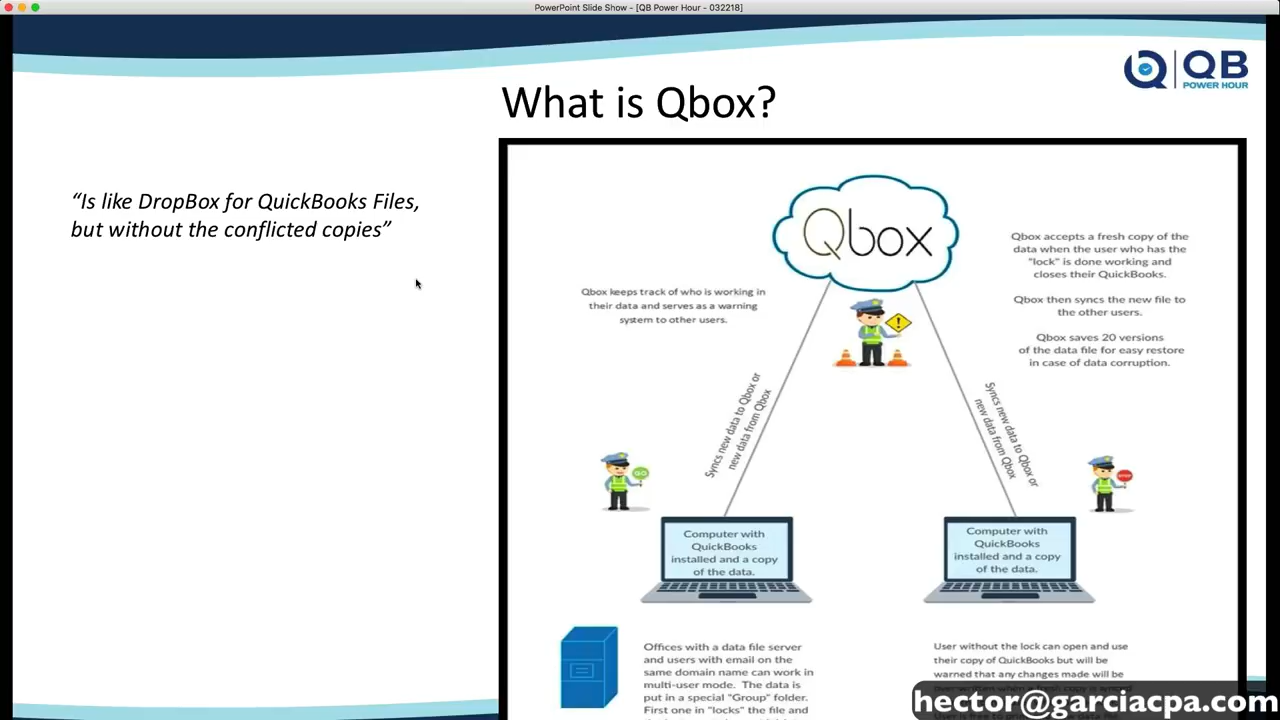 PowerPoint Slide Show - [QB Power Hour - 032218]
QB
POWER HOUR
What is Qbox?
“Is like DropBox for QuickBooks Files,
but without the conflicted copies”
Qbox
Qbox keeps track of who is working in
their data and serves as a warning
system to other users.
Qbox accepts a fresh copy of the
data when the user who has the
"lock" is done working and
closes their QuickBooks.
Qbox then syncs the new file to
the other users.
Qbox saves 20 versions
of the data file for easy restore
in case of data corruption.
!
Syncs new data to Qbox or
new data from Qbox
Syncs new data to Qbox or
new data from Qbox
GO
STOP
Computer with
QuickBooks
installed and a copy
of the data.
Computer with
QuickBooks
installed and a copy
of the data.
Offices with a data file server
and users with email on the
same domain name can work in
multi-user mode. The data is
put in a special "Group" folder.
First one in "locks" the file and
User without the lock can open and use
their copy of QuickBooks but will be
warned that any changes made will be
hector@garciacpa.com